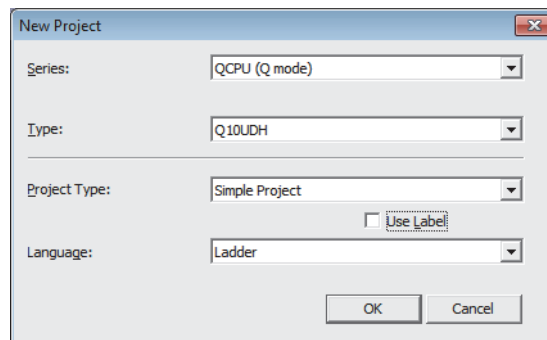 New Project
Series: QCPU (Q mode)
Type: Q10UDH
Project Type: Simple Project
Use Label
Language: Ladder
OK Cancel